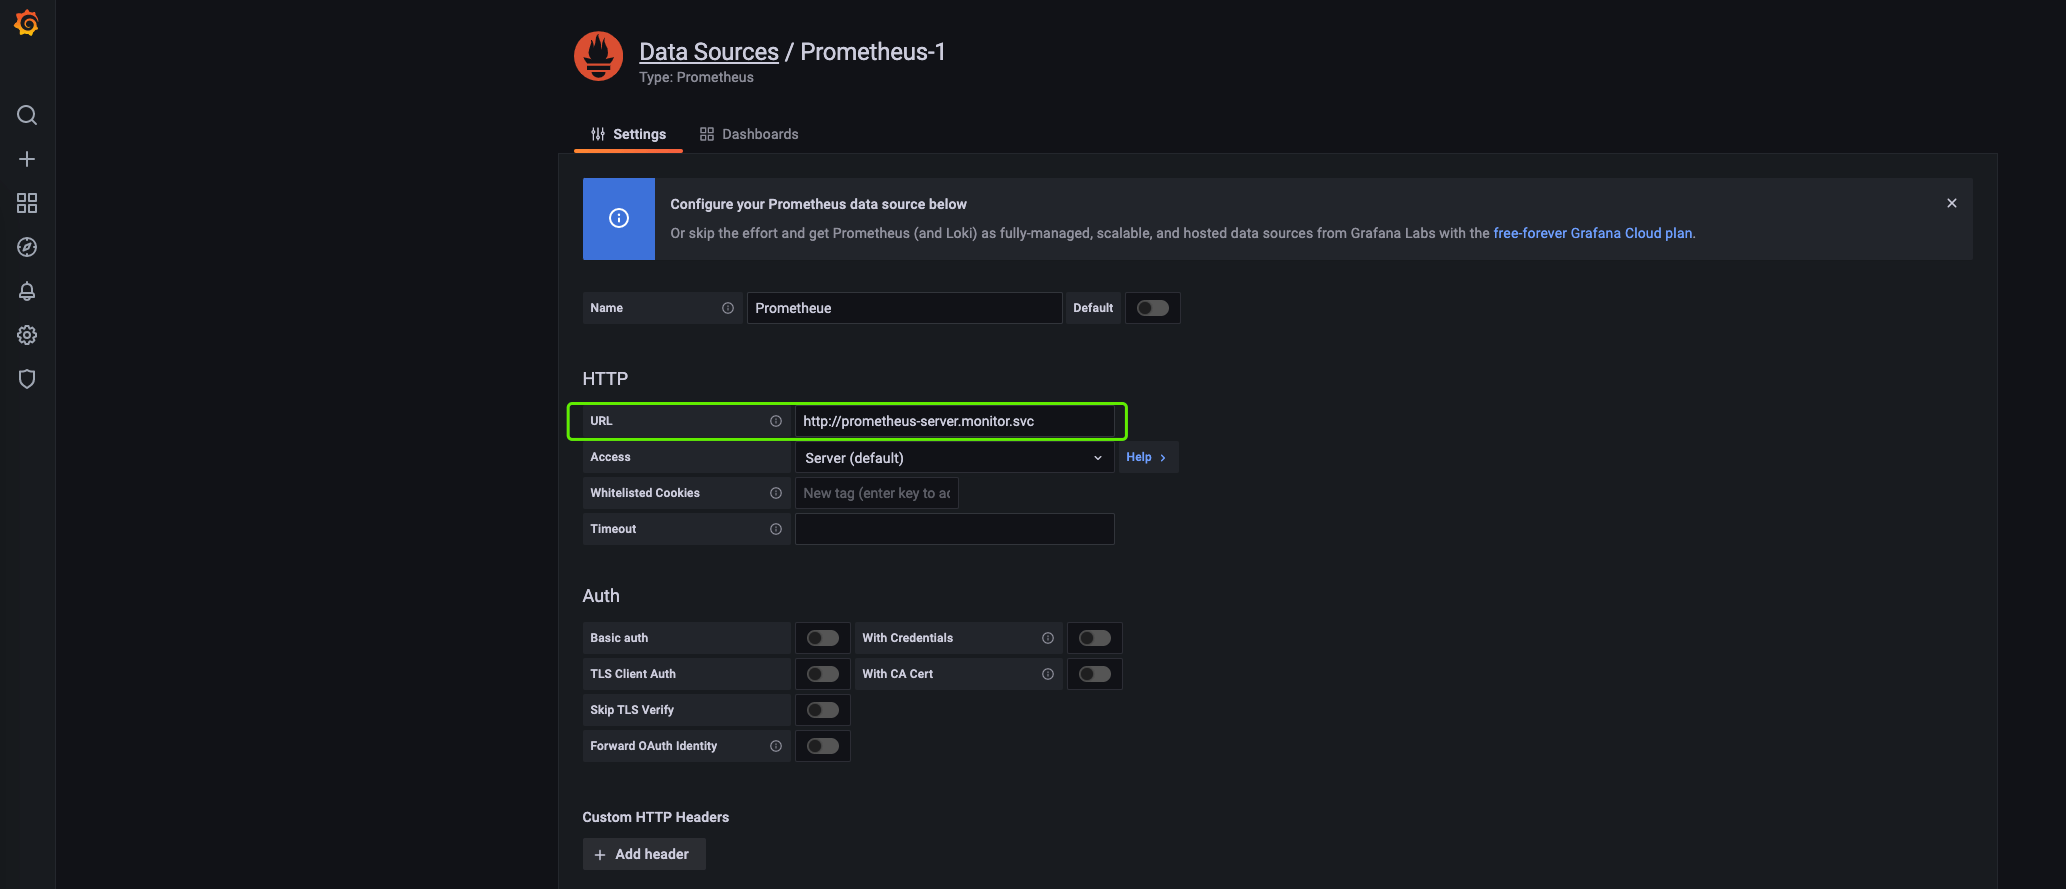 Data Sources / Prometheus-1
Type: Prometheus
Settings
Dashboards
Configure your Prometheus data source below
Or skip the effort and get Prometheus (and Loki) as fully-managed, scalable, and hosted data sources from Grafana Labs with the free-forever Grafana Cloud plan.
Name
Prometheue
Default
HTTP
URL
http://prometheus-server.monitor.svc
Access
Server (default)
Help
Whitelisted Cookies
New tag (enter key to ac
Timeout
Auth
Basic auth
With Credentials
TLS Client Auth
With CA Cert
Skip TLS Verify
Forward OAuth Identity
Custom HTTP Headers
+ Add header